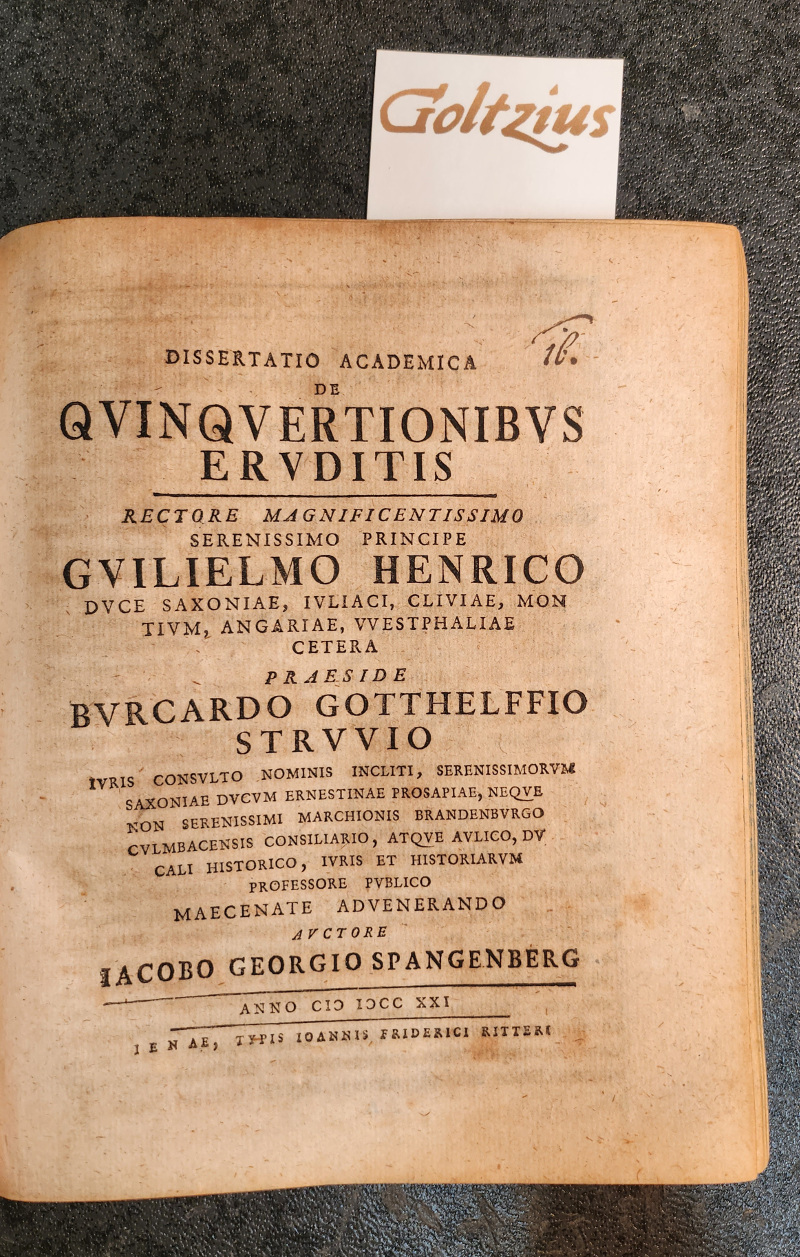 Goltzius
ib.
DISSERTATIO ACADEMICA
DE
QVINQVERTIONIBVS
ERVDITIS
RECTORE MAGNIFICENTISSIMO
SERENISSIMO PRINCIPE
GVILIELMO HENRICO
DVCE SAXONIAE, IVLIACI, CLIVIAE, MON
TIVM, ANGARIAE, VVESTPHALIAE
CETERA
PRAESIDE
BVRCARDO GOTTHELFFIO
STRVVIO
IVRIS CONSVLTO NOMINIS INCLITI, SERENISSIMORVM
SAXONIAE DVCVM ERNESTINAE PROSAPIAE, NEQVE
NON SERENISSIMI MARCHIONIS BRANDENBVRGO
CVLMBACENSIS CONSILIARIO, ATQVE AVLICO, DV
CALI HISTORICO, IVRIS ET HISTORIARVM
PROFESSORE PVBLICO
MAECENATE ADVENERANDO
AVCTORE
IACOBO GEORGIO SPANGENBERG
ANNO CIↃ IↃCC XXI
IENAE, TYPIS IOANNIS FRIDERICI RITTERI